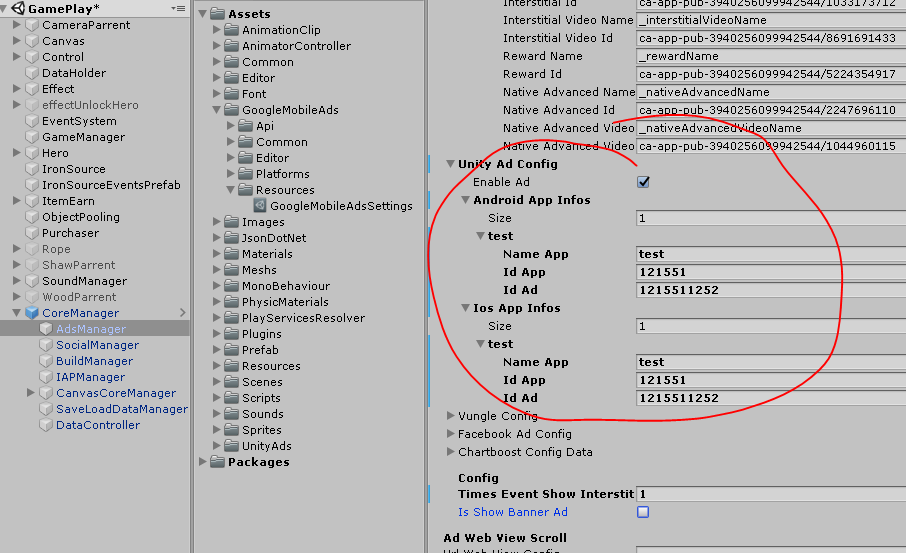 GamePlay*
CameraParrent
Canvas
Control
DataHolder
Effect
effectUnlockHero
EventSystem
GameManager
Hero
IronSource
IronSourceEventsPrefab
ItemEarn
ObjectPooling
Purchaser
Rope
ShawParrent
SoundManager
WoodParrent
CoreManager
AdsManager
SocialManager
BuildManager
IAPManager
CanvasCoreManager
SaveLoadDataManager
DataController
Assets
AnimationClip
AnimatorController
Common
Editor
Font
GoogleMobileAds
Api
Common
Editor
Platforms
Resources
GoogleMobileAdsSettings
Images
JsonDotNet
Materials
Meshs
MonoBehaviour
PhysicMaterials
PlayServicesResolver
Plugins
Prefab
Resources
Scenes
Scripts
Sounds
Sprites
UnityAds
Packages
Interstitial Id ca-app-pub-3940256099942544/1033173712
Interstitial Video Name _interstitialVideoName
Interstitial Video Id ca-app-pub-3940256099942544/8691691433
Reward Name _rewardName
Reward Id ca-app-pub-3940256099942544/5224354917
Native Advanced Name _nativeAdvancedName
Native Advanced Id ca-app-pub-3940256099942544/2247696110
Native Advanced Video _nativeAdvancedVideoName
Native Advanced Video ca-app-pub-3940256099942544/1044960115
Unity Ad Config
Enable Ad
Android App Infos
Size 1
test
Name App test
Id App 121551
Id Ad 1215511252
Ios App Infos
Size 1
test
Name App test
Id App 121551
Id Ad 1215511252
Vungle Config
Facebook Ad Config
Chartboost Config Data
Config
Times Event Show Interstit 1
Is Show Banner Ad
Ad Web View Scroll
Url Web View Config